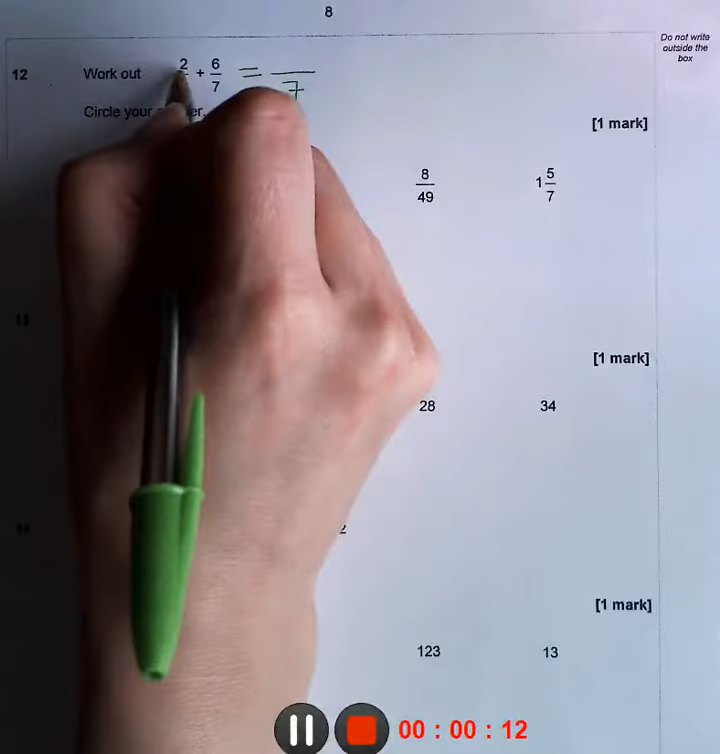 8
Do not write
outside the
box
12 Work out 2 + 6/7 = /7
Circle your er.
[1 mark]
8/49 1 5/7
[1 mark]
28 34
2
[1 mark]
123 13
00 : 00 : 12